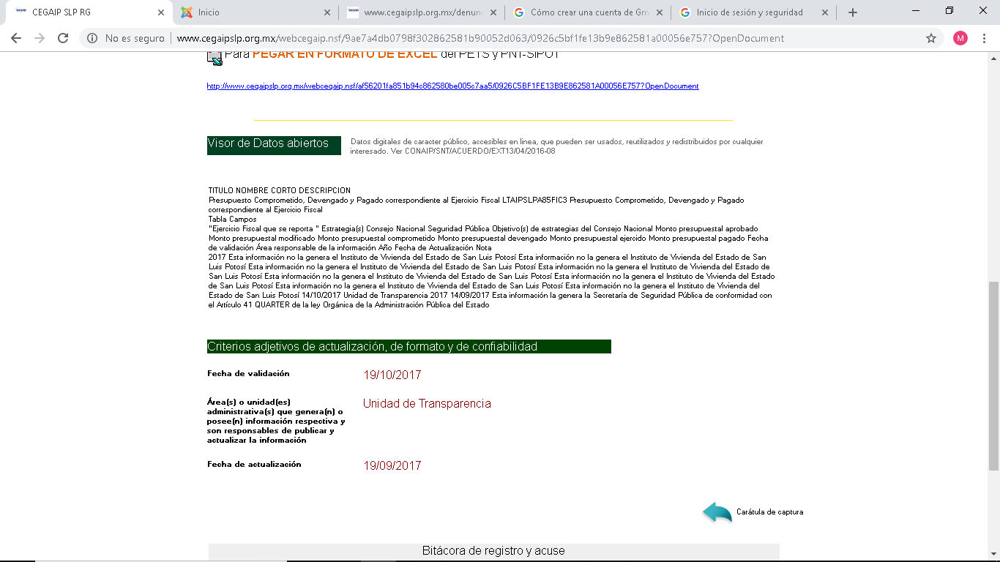 CEGAIP SLP RG
Inicio
www.cegaipslp.org.mx/denunc
Cómo crear una cuenta de Gm
Inicio de sesión y seguridad
No es seguro
www.cegaipslp.org.mx/webcegaip.nsf/9ae7a4db0798f302862581b90052d063/0926c5bf1fe13b9e862581a00056e757?OpenDocument
M
Para PEGAR EN FORMATO DE EXCEL del PETS y PNT-SIPOT
http://www.cegaipslp.org.mx/webcegaip.nsf/af56201fa851b94c862580be005c7aa5/0926C5BF1FE13B9E862581A00056E757?OpenDocument
Visor de Datos abiertos
Datos digitales de caracter público, accesibles en linea, que pueden ser usados, reutilizados y redistribuidos por cualquier
interesado. Ver CONAIP/SNT/ACUERDO/EXT13/04/2016-08
TITULO NOMBRE CORTO DESCRIPCION
Presupuesto Comprometido, Devengado y Pagado correspondiente al Ejercicio Fiscal LTAIPSLPA85FIC3 Presupuesto Comprometido, Devengado y Pagado
correspondiente al Ejercicio Fiscal
Tabla Campos
"Ejercicio Fiscal que se reporta " Estrategia(s) Consejo Nacional Seguridad Pública Objetivo(s) de estrategias del Consejo Nacional Monto presupuestal aprobado
Monto presupuestal modificado Monto presupuestal comprometido Monto presupuestal devengado Monto presupuestal ejercido Monto presupuestal pagado Fecha
de validación Área responsable de la información Año Fecha de Actualización Nota
2017 Esta información no la genera el Instituto de Vivienda del Estado de San Luis Potosí Esta información no la genera el Instituto de Vivienda del Estado de San
Luis Potosí Esta información no la genera el Instituto de Vivienda del Estado de San Luis Potosí Esta información no la genera el Instituto de Vivienda del Estado de
San Luis Potosí Esta información no la genera el Instituto de Vivienda del Estado de San Luis Potosí Esta información no la genera el Instituto de Vivienda del Estado
de San Luis Potosí Esta información no la genera el Instituto de Vivienda del Estado de San Luis Potosí Esta información no la genera el Instituto de Vivienda del
Estado de San Luis Potosí 14/10/2017 Unidad de Transparencia 2017 14/09/2017 Esta información la genera la Secretaría de Seguridad Pública de conformidad con
el Artículo 41 QUARTER de la ley Orgánica de la Administración Pública del Estado
Criterios adjetivos de actualización, de formato y de confiabilidad
Fecha de validación
19/10/2017
Área(s) o unidad(es)
administrativa(s) que genera(n) o
posee(n) información respectiva y
son responsables de publicar y
actualizar la información
Unidad de Transparencia
Fecha de actualización
19/09/2017
Carátula de captura
Bitácora de registro y acuse